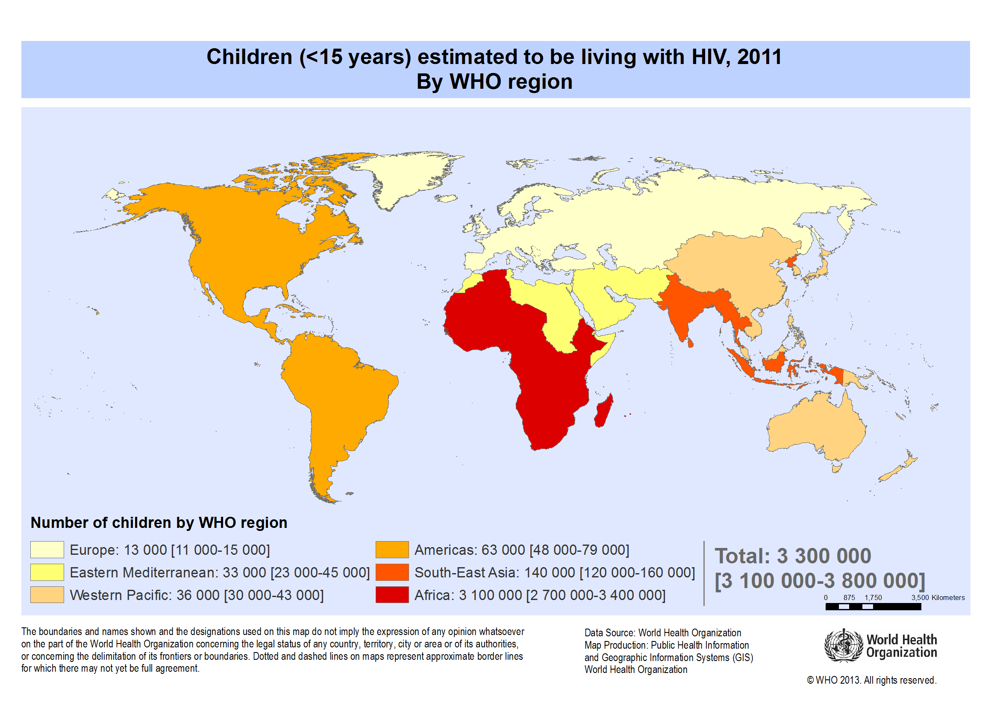 Children (<15 years) estimated to be living with HIV, 2011
By WHO region
Number of children by WHO region
Europe: 13 000 [11 000-15 000]
Eastern Mediterranean: 33 000 [23 000-45 000]
Western Pacific: 36 000 [30 000-43 000]
Americas: 63 000 [48 000-79 000]
South-East Asia: 140 000 [120 000-160 000]
Africa: 3 100 000 [2 700 000-3 400 000]
Total: 3 300 000
[3 100 000-3 800 000]
0 875 1,750 3,500 Kilometers
The boundaries and names shown and the designations used on this map do not imply the expression of any opinion whatsoever
on the part of the World Health Organization concerning the legal status of any country, territory, city or area or of its authorities,
or concerning the delimitation of its frontiers or boundaries. Dotted and dashed lines on maps represent approximate border lines
for which there may not yet be full agreement.
Data Source: World Health Organization
Map Production: Public Health Information
and Geographic Information Systems (GIS)
World Health Organization
World Health
Organization
© WHO 2013. All rights reserved.